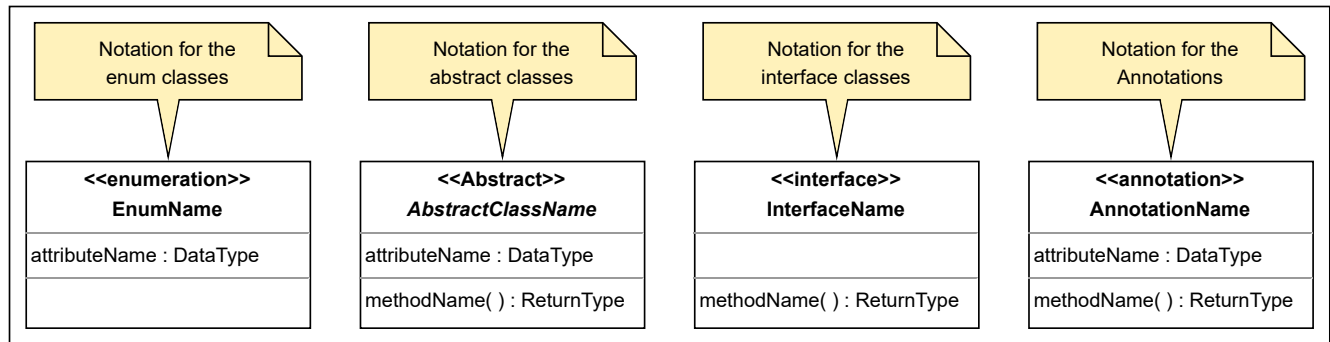 Notation for the
enum classes
Notation for the
abstract classes
Notation for the
interface classes
Notation for the
Annotations
<<enumeration>>
EnumName
attributeName : DataType
<<Abstract>>
AbstractClassName
attributeName : DataType
methodName( ) : ReturnType
<<interface>>
InterfaceName
methodName( ) : ReturnType
<<annotation>>
AnnotationName
attributeName : DataType
methodName( ) : ReturnType